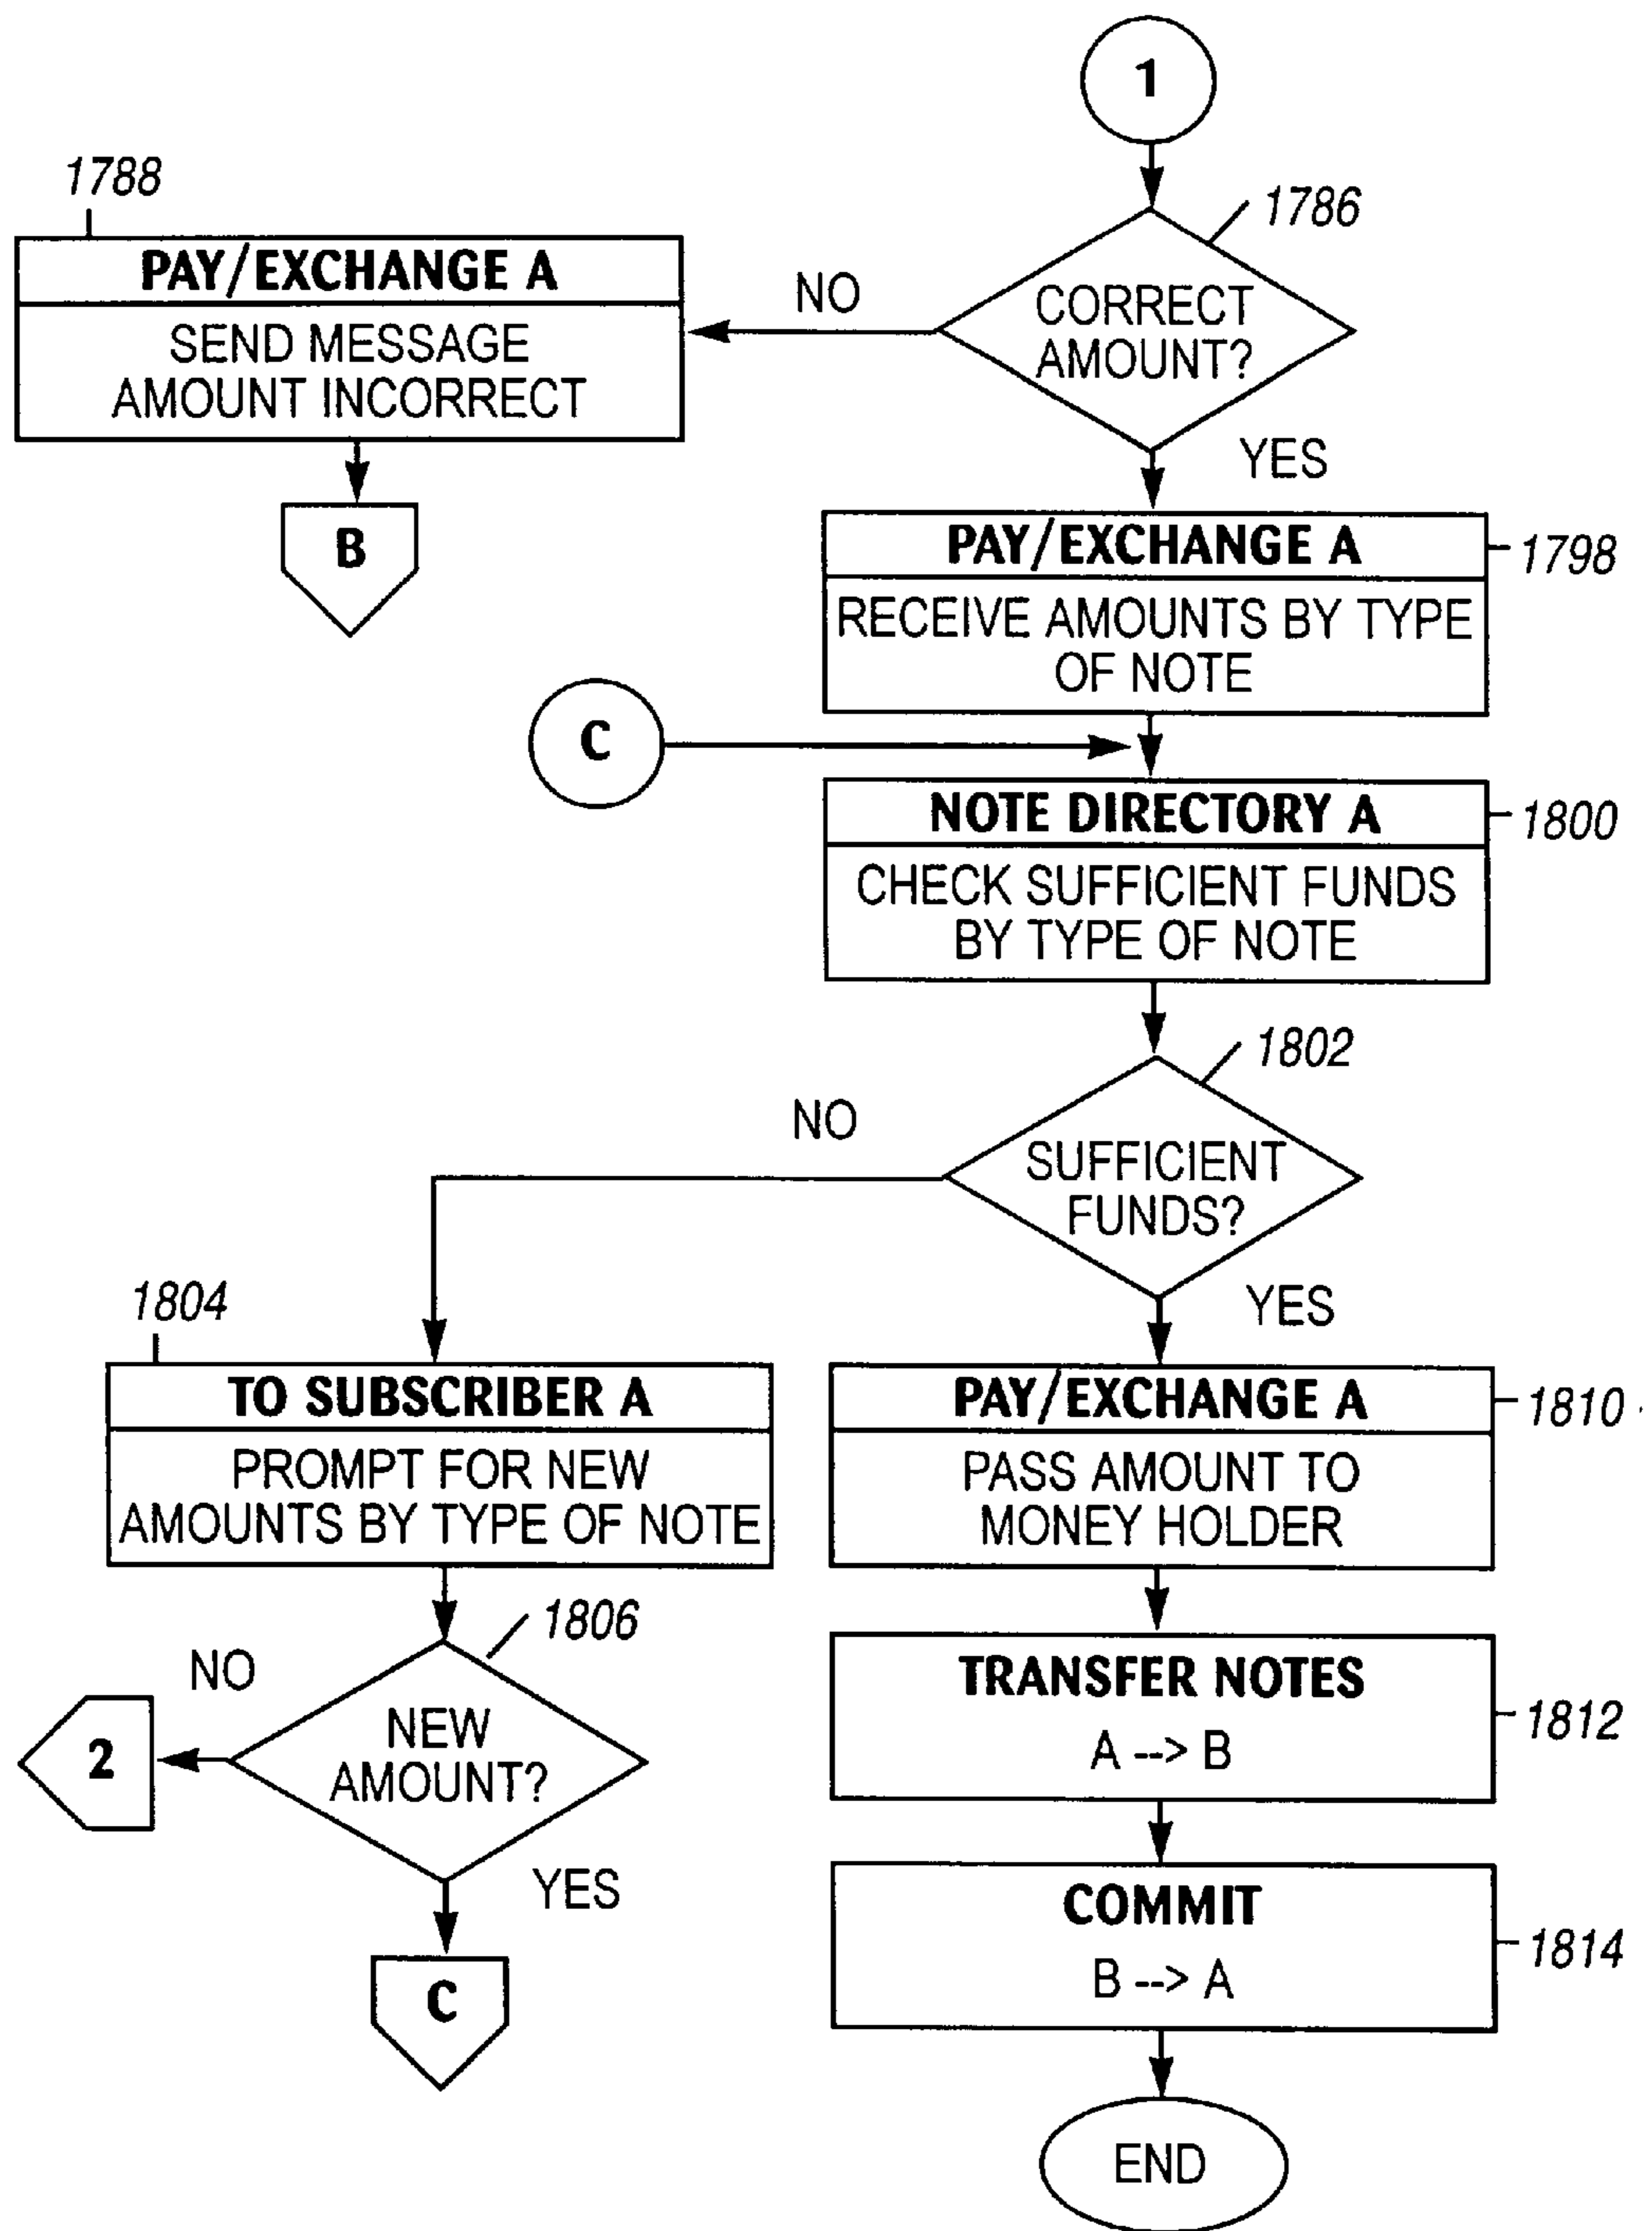 1
1786
CORRECT
AMOUNT?
NO
1788
PAY/EXCHANGE A
SEND MESSAGE
AMOUNT INCORRECT
B
YES
PAY/EXCHANGE A
1798
RECEIVE AMOUNTS BY TYPE
OF NOTE
C
NOTE DIRECTORY A
1800
CHECK SUFFICIENT FUNDS
BY TYPE OF NOTE
1802
SUFFICIENT
FUNDS?
NO
1804
TO SUBSCRIBER A
PROMPT FOR NEW
AMOUNTS BY TYPE OF NOTE
1806
NEW
AMOUNT?
NO
2
YES
C
YES
PAY/EXCHANGE A
1810
PASS AMOUNT TO
MONEY HOLDER
TRANSFER NOTES
A --> B
1812
COMMIT
B --> A
1814
END